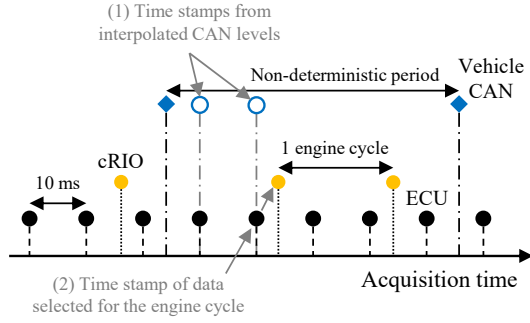 (1) Time stamps from
interpolated CAN levels
Non-deterministic period
Vehicle
CAN
cRIO
1 engine cycle
10 ms
ECU
(2) Time stamp of data
selected for the engine cycle
Acquisition time